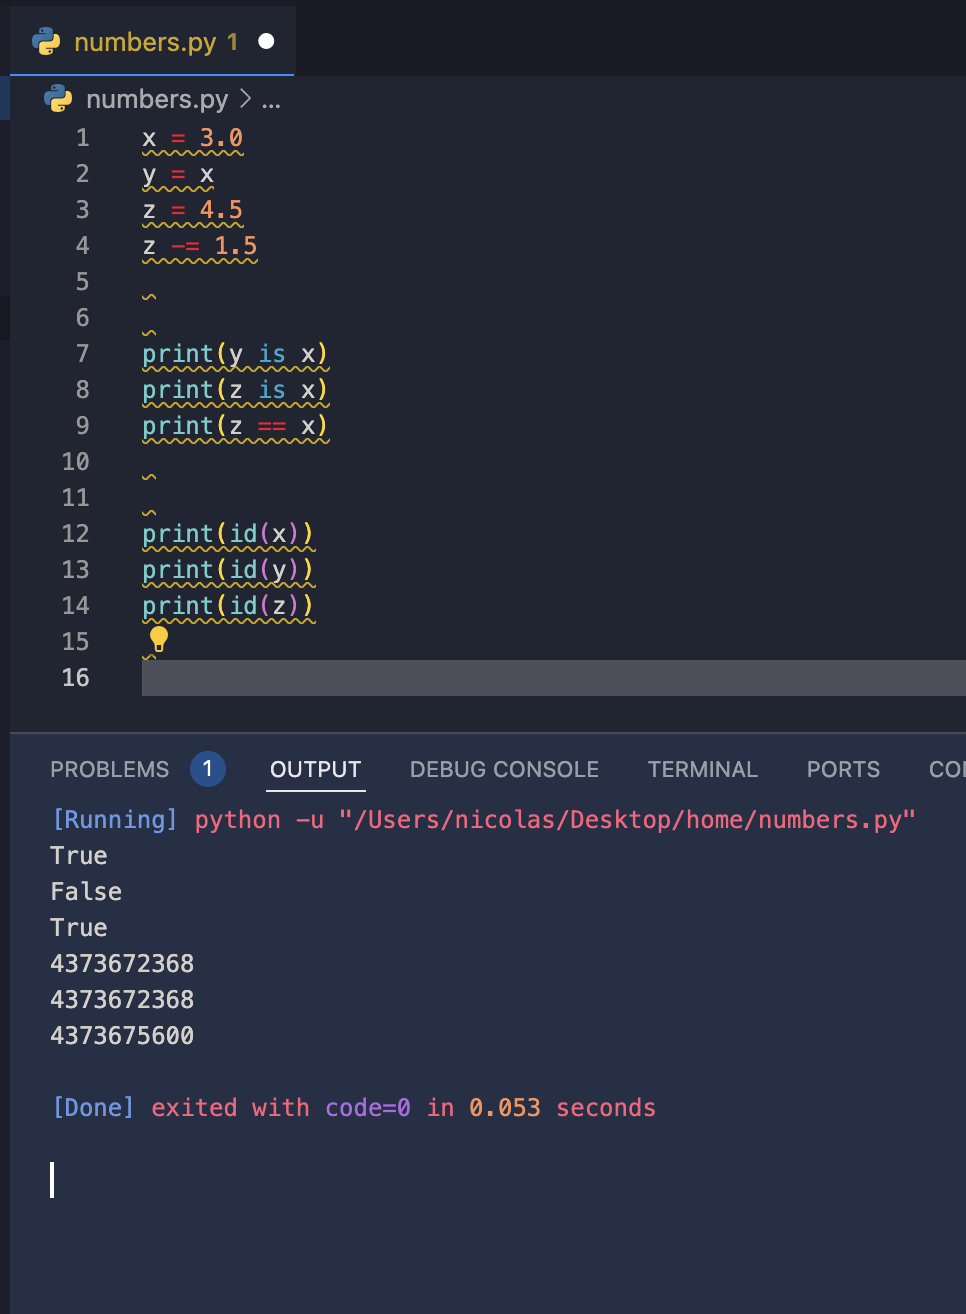 numbers.py 1
numbers.py > ...
1 x = 3.0
2 y = x
3 z = 4.5
4 z -= 1.5
5
6
7 print(y is x)
8 print(z is x)
9 print(z == x)
10
11
12 print(id(x))
13 print(id(y))
14 print(id(z))
15
16
PROBLEMS 1 OUTPUT DEBUG CONSOLE TERMINAL PORTS
[Running] python -u "/Users/nicolas/Desktop/home/numbers.py"
True
False
True
4373672368
4373672368
4373675600
[Done] exited with code=0 in 0.053 seconds